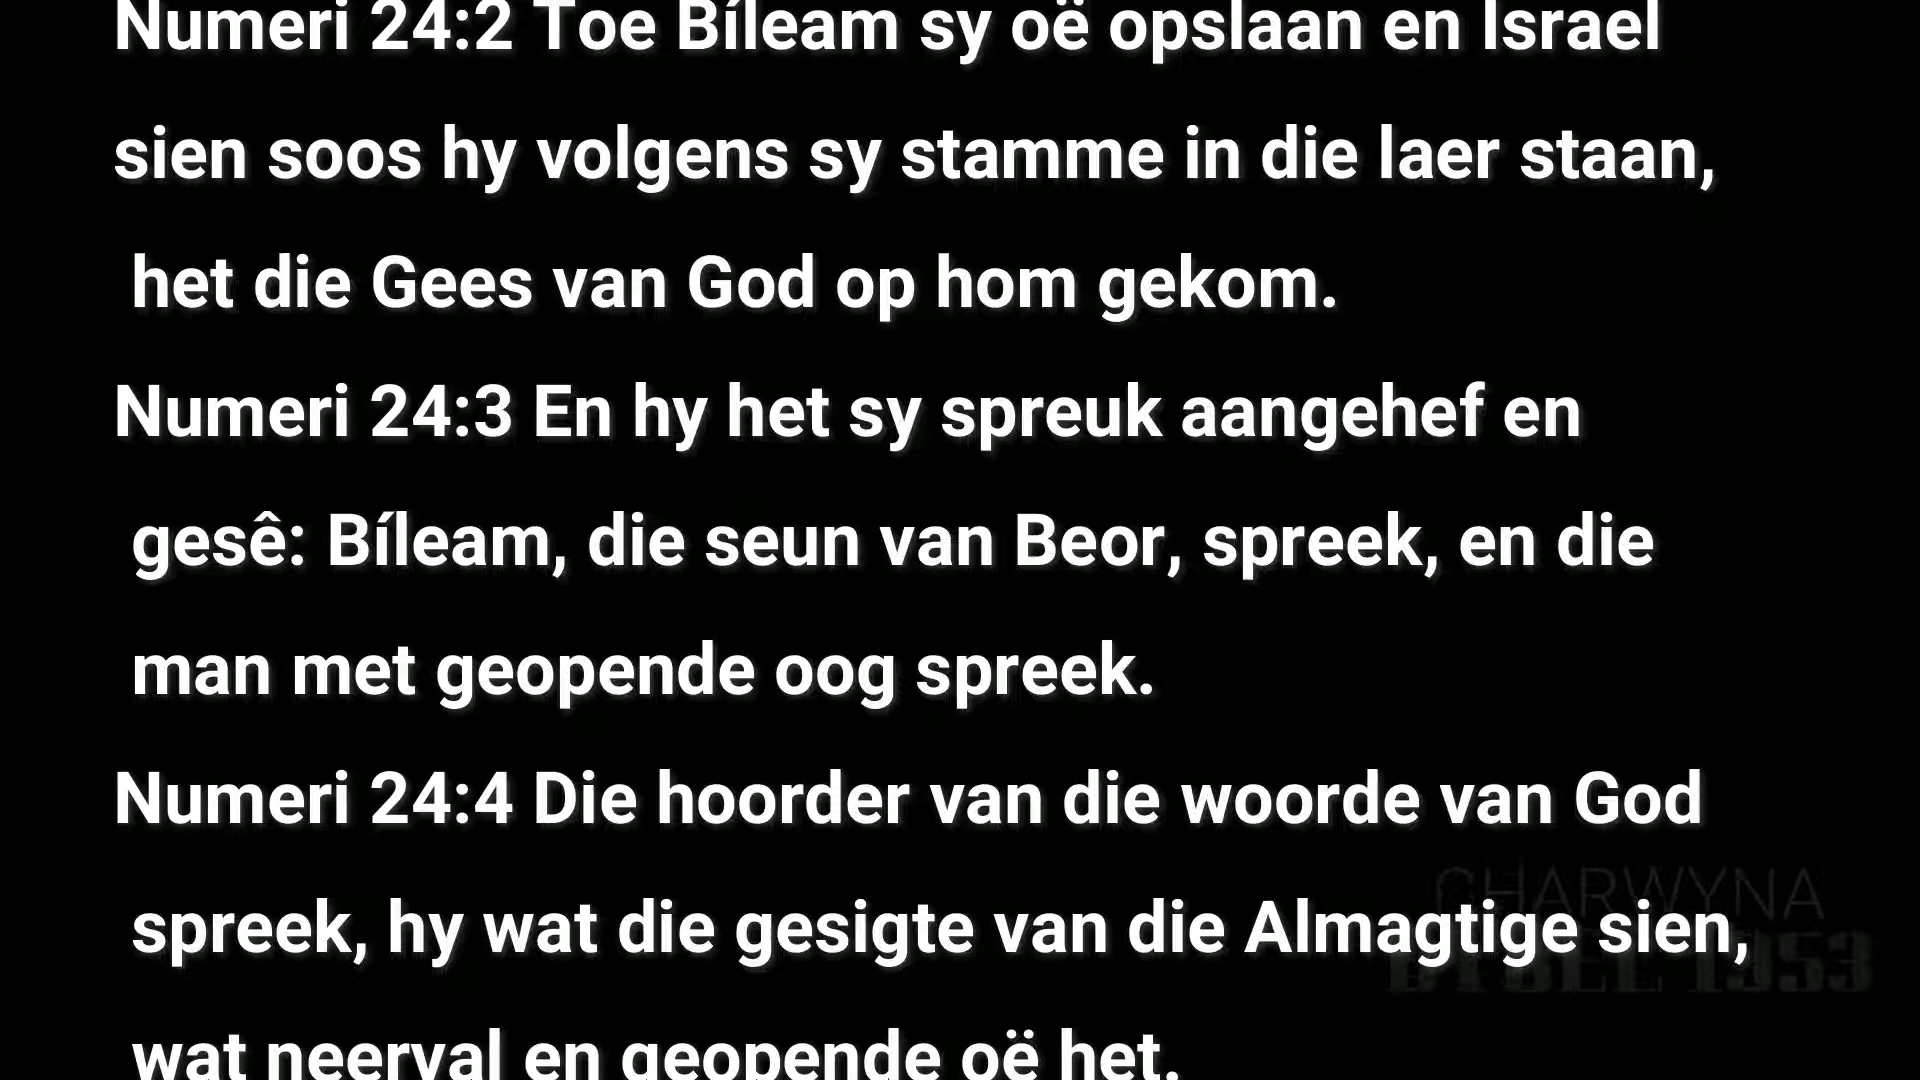 Numeri 24:2 Toe Bíleam sy oë opslaan en Israel
sien soos hy volgens sy stamme in die laer staan,
het die Gees van God op hom gekom.
Numeri 24:3 En hy het sy spreuk aangehef en
gesê: Bíleam, die seun van Beor, spreek, en die
man met geopende oog spreek.
Numeri 24:4 Die hoorder van die woorde van God
spreek, hy wat die gesigte van die Almagtige sien,
wat neerval en geopende oë het.
CHARWYNA
BYBEL 1953